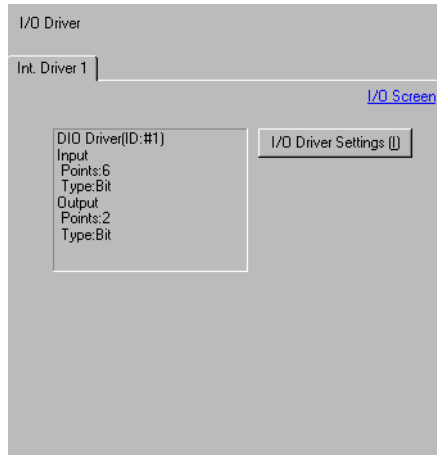 I/O Driver
Int. Driver 1
I/O Screen
DIO Driver(ID:#1)
Input
Points:6
Type:Bit
Output
Points:2
Type:Bit
I/O Driver Settings (I)